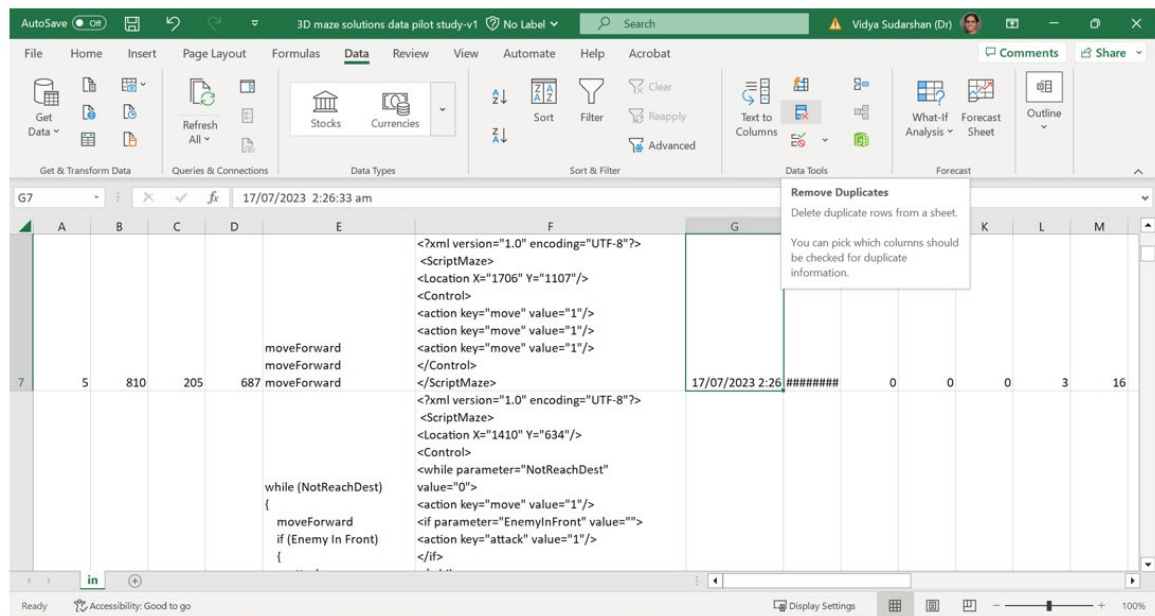 AutoSave Off 3D maze solutions data pilot study-v1 No Label Search Vidya Sudarshan (Dr)
File Home Insert Page Layout Formulas Data Review View Automate Help Acrobat Comments Share
Get Data
Refresh All
Stocks Currencies
Sort Filter
Clear
Reapply
Advanced
Text to Columns
What-If Analysis
Forecast Sheet
Outline
Get & Transform Data Queries & Connections Data Types Sort & Filter Data Tools Forecast
G7 fx 17/07/2023 2:26:33 am
Remove Duplicates
Delete duplicate rows from a sheet.
You can pick which columns should
be checked for duplicate
information.
A B C D E F G K L M
<?xml version="1.0" encoding="UTF-8"?>
<ScriptMaze>
<Location X="1706" Y="1107"/>
<Control>
<action key="move" value="1"/>
<action key="move" value="1"/>
moveForward <action key="move" value="1"/>
moveForward </Control>
7 5 810 205 687 moveForward </ScriptMaze> 17/07/2023 2:26 ######## 0 0 0 3 16
<?xml version="1.0" encoding="UTF-8"?>
<ScriptMaze>
<Location X="1410" Y="634"/>
<Control>
<while parameter="NotReachDest"
while (NotReachDest) value="0">
{ <action key="move" value="1"/>
moveForward <if parameter="EnemyInFront" value="">
if (Enemy In Front) <action key="attack" value="1"/>
{ </if>
in
Ready Accessibility: Good to go Display Settings 100%